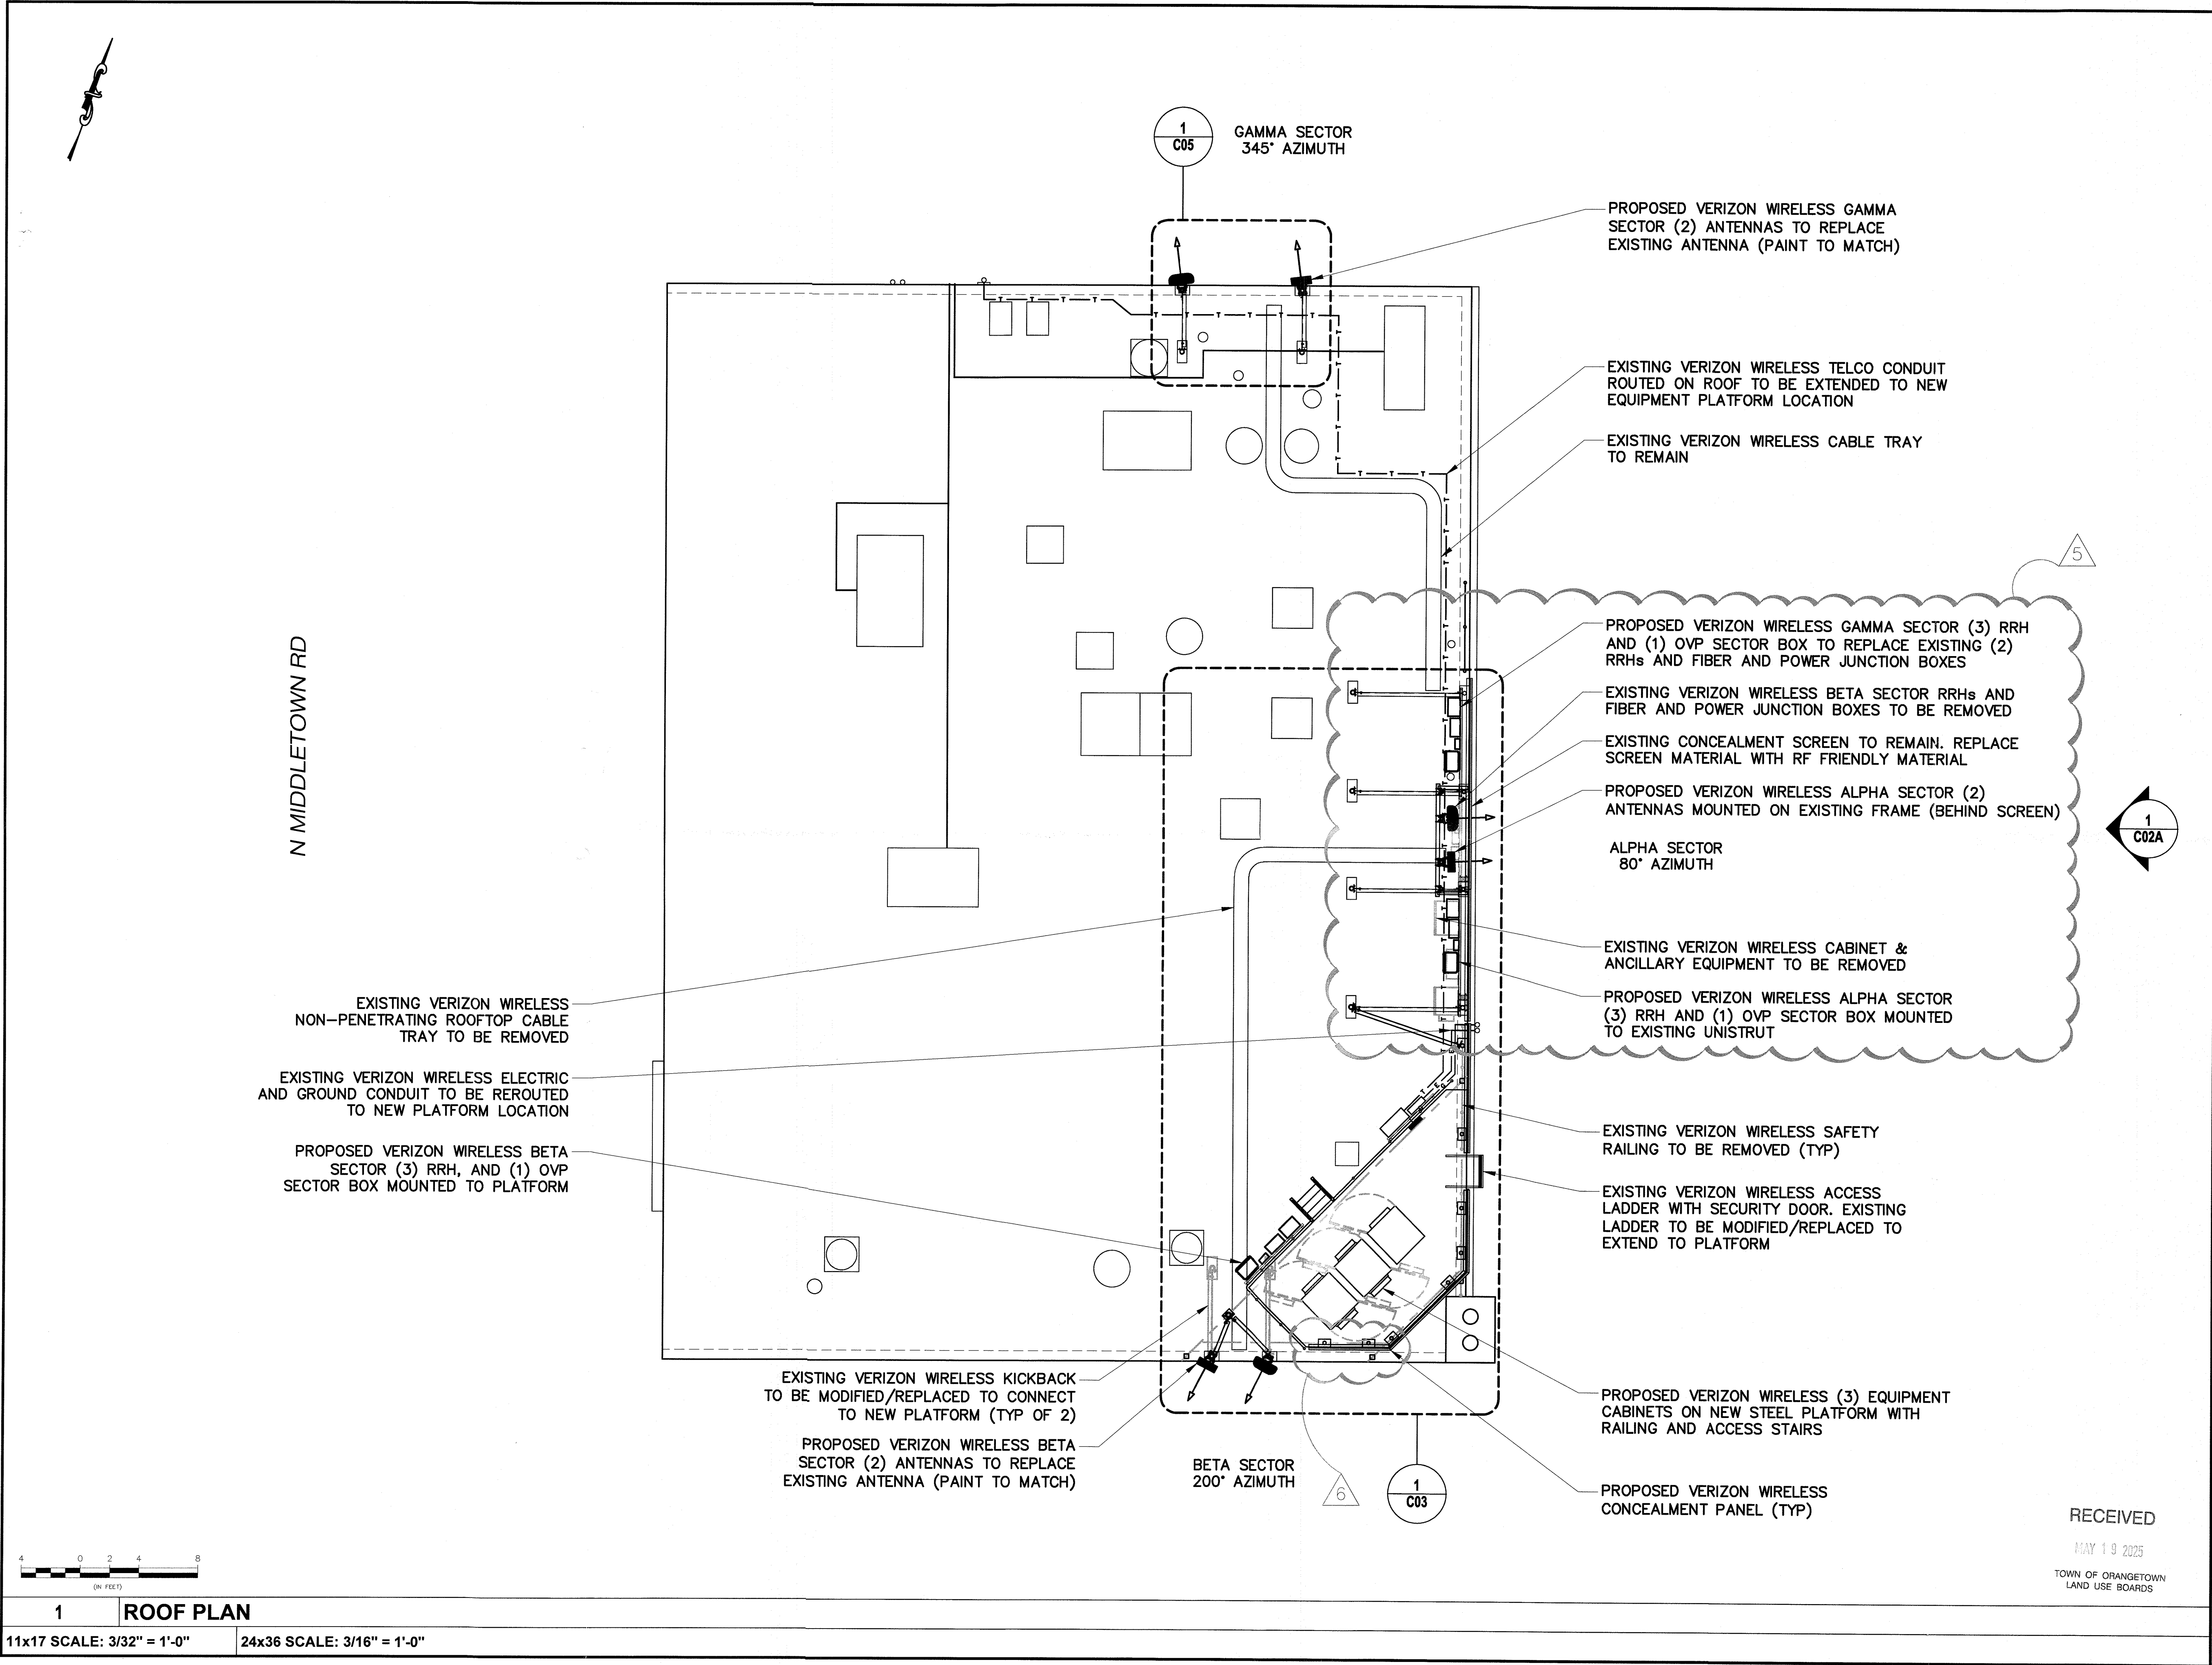 1
C05
GAMMA SECTOR
345° AZIMUTH
PROPOSED VERIZON WIRELESS GAMMA
SECTOR (2) ANTENNAS TO REPLACE
EXISTING ANTENNA (PAINT TO MATCH)
EXISTING VERIZON WIRELESS TELCO CONDUIT
ROUTED ON ROOF TO BE EXTENDED TO NEW
EQUIPMENT PLATFORM LOCATION
EXISTING VERIZON WIRELESS CABLE TRAY
TO REMAIN
5
PROPOSED VERIZON WIRELESS GAMMA SECTOR (3) RRH
AND (1) OVP SECTOR BOX TO REPLACE EXISTING (2)
RRHs AND FIBER AND POWER JUNCTION BOXES
EXISTING VERIZON WIRELESS BETA SECTOR RRHs AND
FIBER AND POWER JUNCTION BOXES TO BE REMOVED
EXISTING CONCEALMENT SCREEN TO REMAIN. REPLACE
SCREEN MATERIAL WITH RF FRIENDLY MATERIAL
PROPOSED VERIZON WIRELESS ALPHA SECTOR (2)
ANTENNAS MOUNTED ON EXISTING FRAME (BEHIND SCREEN)
ALPHA SECTOR
80° AZIMUTH
1
C02A
EXISTING VERIZON WIRELESS CABINET &
ANCILLARY EQUIPMENT TO BE REMOVED
PROPOSED VERIZON WIRELESS ALPHA SECTOR
(3) RRH AND (1) OVP SECTOR BOX MOUNTED
TO EXISTING UNISTRUT
N MIDDLETOWN RD
EXISTING VERIZON WIRELESS
NON-PENETRATING ROOFTOP CABLE
TRAY TO BE REMOVED
EXISTING VERIZON WIRELESS ELECTRIC
AND GROUND CONDUIT TO BE REROUTED
TO NEW PLATFORM LOCATION
PROPOSED VERIZON WIRELESS BETA
SECTOR (3) RRH, AND (1) OVP
SECTOR BOX MOUNTED TO PLATFORM
EXISTING VERIZON WIRELESS SAFETY
RAILING TO BE REMOVED (TYP)
EXISTING VERIZON WIRELESS ACCESS
LADDER WITH SECURITY DOOR. EXISTING
LADDER TO BE MODIFIED/REPLACED TO
EXTEND TO PLATFORM
EXISTING VERIZON WIRELESS KICKBACK
TO BE MODIFIED/REPLACED TO CONNECT
TO NEW PLATFORM (TYP OF 2)
PROPOSED VERIZON WIRELESS BETA
SECTOR (2) ANTENNAS TO REPLACE
EXISTING ANTENNA (PAINT TO MATCH)
BETA SECTOR
200° AZIMUTH
6
1
C03
PROPOSED VERIZON WIRELESS (3) EQUIPMENT
CABINETS ON NEW STEEL PLATFORM WITH
RAILING AND ACCESS STAIRS
PROPOSED VERIZON WIRELESS
CONCEALMENT PANEL (TYP)
RECEIVED
MAY 19 2025
TOWN OF ORANGETOWN
LAND USE BOARDS
4 0 2 4 8
(IN FEET)
1 ROOF PLAN
11x17 SCALE: 3/32" = 1'-0" 24x36 SCALE: 3/16" = 1'-0"